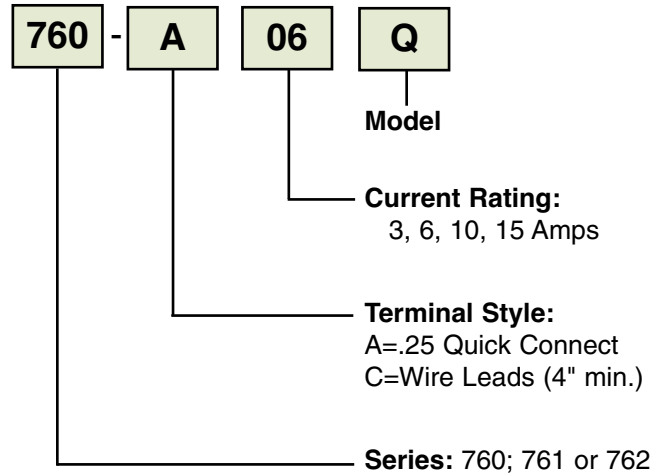 760 - A 06 Q
Model
Current Rating:
3, 6, 10, 15 Amps
Terminal Style:
A=.25 Quick Connect
C=Wire Leads (4" min.)
Series: 760; 761 or 762